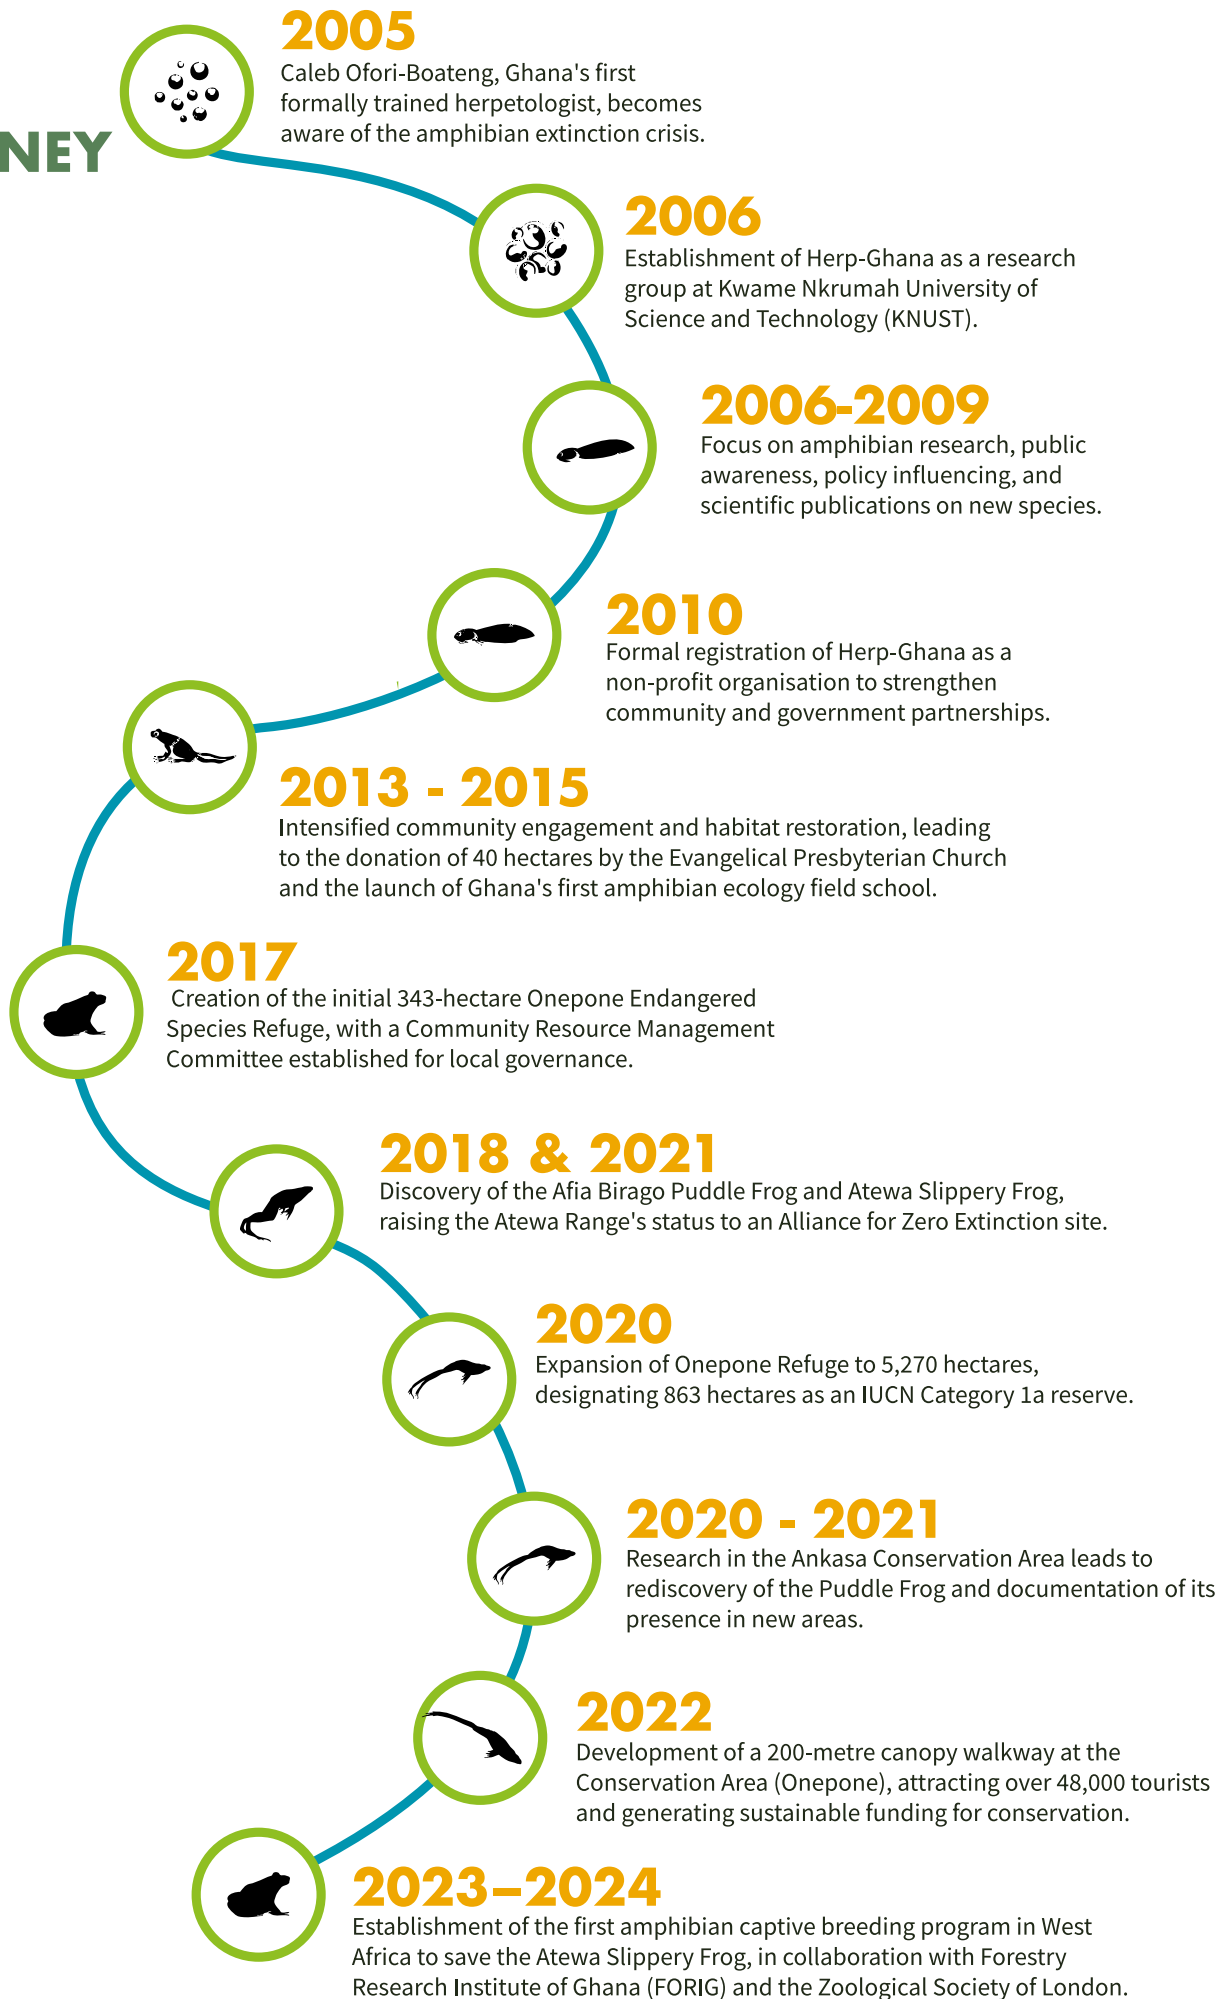 2005
Caleb Ofori-Boateng, Ghana's first
formally trained herpetologist, becomes
aware of the amphibian extinction crisis.
NEY
2006
Establishment of Herp-Ghana as a research
group at Kwame Nkrumah University of
Science and Technology (KNUST).
2006-2009
Focus on amphibian research, public
awareness, policy influencing, and
scientific publications on new species.
2010
Formal registration of Herp-Ghana as a
non-profit organisation to strengthen
community and government partnerships.
2013 - 2015
Intensified community engagement and habitat restoration, leading
to the donation of 40 hectares by the Evangelical Presbyterian Church
and the launch of Ghana's first amphibian ecology field school.
2017
Creation of the initial 343-hectare Onepone Endangered
Species Refuge, with a Community Resource Management
Committee established for local governance.
2018 & 2021
Discovery of the Afia Birago Puddle Frog and Atewa Slippery Frog,
raising the Atewa Range's status to an Alliance for Zero Extinction site.
2020
Expansion of Onepone Refuge to 5,270 hectares,
designating 863 hectares as an IUCN Category 1a reserve.
2020 - 2021
Research in the Ankasa Conservation Area leads to
rediscovery of the Puddle Frog and documentation of its
presence in new areas.
2022
Development of a 200-metre canopy walkway at the
Conservation Area (Onepone), attracting over 48,000 tourists
and generating sustainable funding for conservation.
2023–2024
Establishment of the first amphibian captive breeding program in West
Africa to save the Atewa Slippery Frog, in collaboration with Forestry
Research Institute of Ghana (FORIG) and the Zoological Society of London.